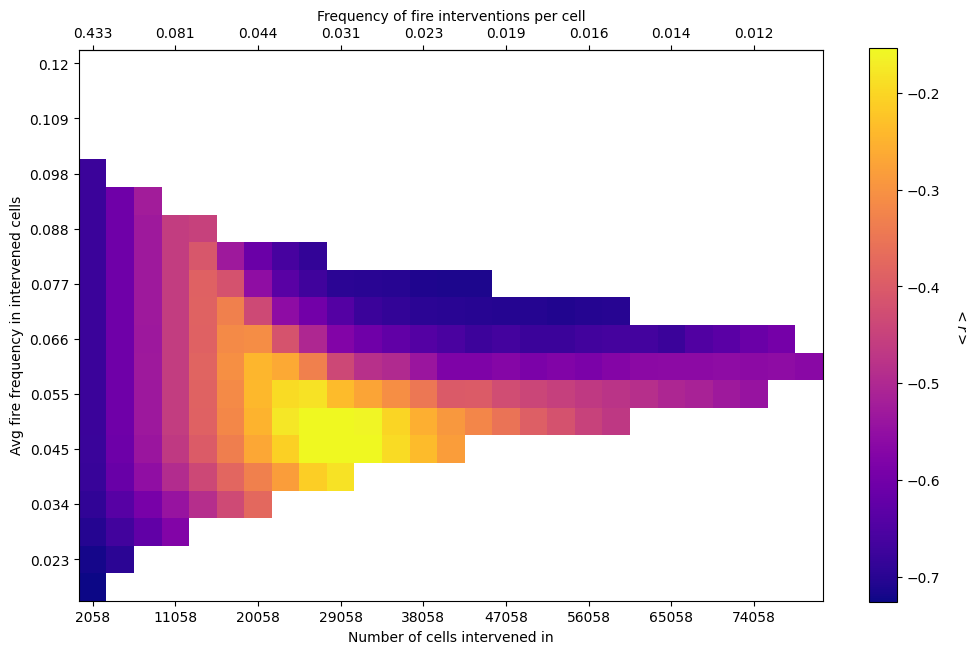 Frequency of fire interventions per cell
0.433 0.081 0.044 0.031 0.023 0.019 0.016 0.014 0.012
Avg fire frequency in intervened cells
0.12
0.109
0.098
0.088
0.077
0.066
0.055
0.045
0.034
0.023
2058 11058 20058 29058 38058 47058 56058 65058 74058
Number of cells intervened in
−0.2
−0.3
−0.4
−0.5
−0.6
−0.7
< r >